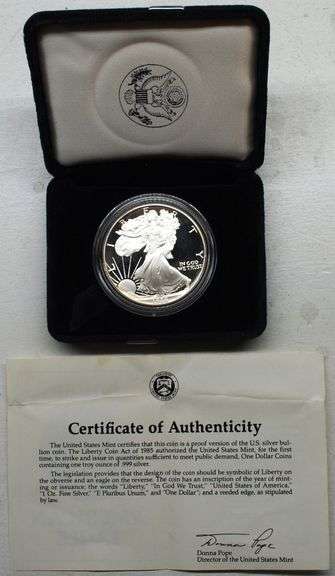 LIBERTY
IN GOD
WE TRUST
Certificate of Authenticity
The United States Mint certifies that this coin is a proof version of the U.S. silver bul-
lion coin. The Liberty Coin Act of 1985 authorized the United States Mint, for the first
time, to strike and issue in quantities sufficient to meet public demand, One Dollar Coins
containing one troy ounce of .999 silver.
The legislation provides that the design of the coin should be symbolic of Liberty on
the obverse and an eagle on the reverse. The coin has an inscription of the year of mint-
ing or issuance; the words "Liberty," "In God We Trust," "United States of America,"
"1 Oz. Fine Silver," "E Pluribus Unum," and "One Dollar"; and a reeded edge, as stipulated
by law.
Donna Pope
Donna Pope
Director of the United States Mint